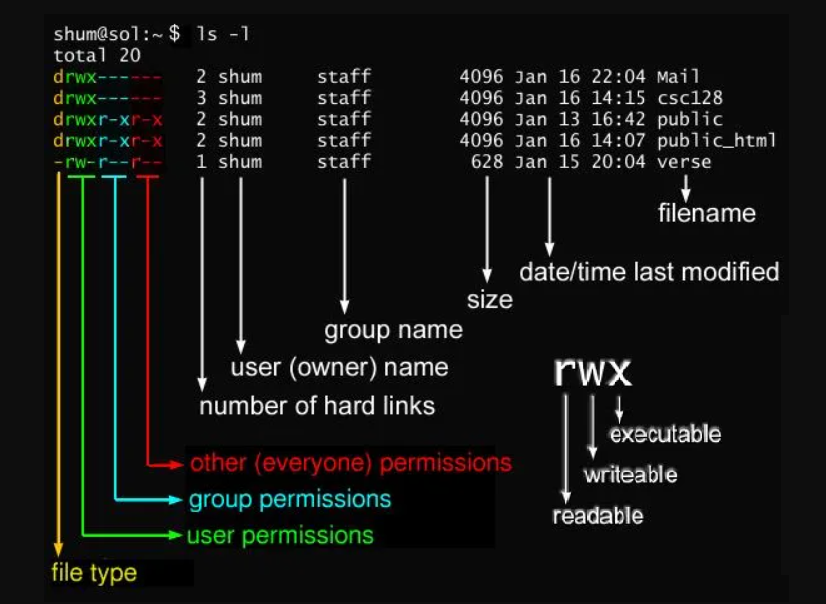 shum@sol:~$ ls -l
total 20
drwx------ 2 shum staff 4096 Jan 16 22:04 Mail
drwx------ 3 shum staff 4096 Jan 16 14:15 csc128
drwxr-xr-x 2 shum staff 4096 Jan 13 16:42 public
drwxr-xr-x 2 shum staff 4096 Jan 16 14:07 public_html
-rw-r--r-- 1 shum staff 628 Jan 15 20:04 verse
filename
date/time last modified
size
group name
user (owner) name
number of hard links
rwx
executable
writeable
readable
other (everyone) permissions
group permissions
user permissions
file type